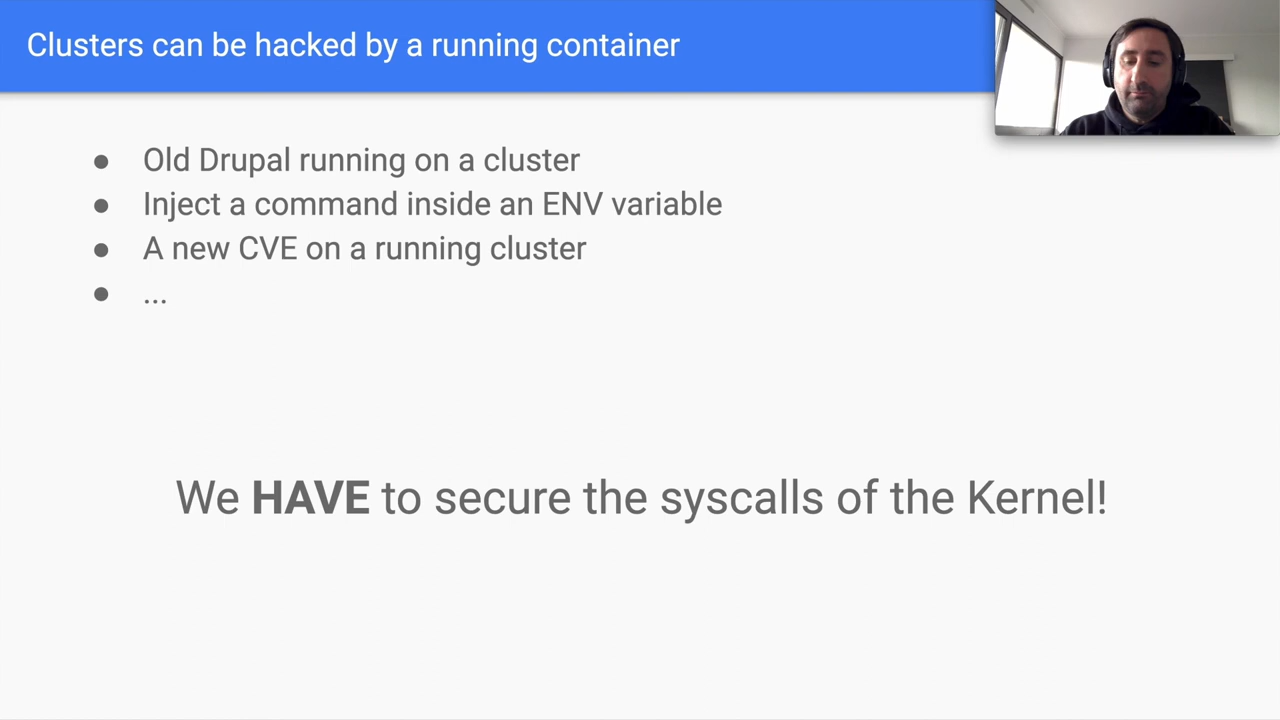 Clusters can be hacked by a running container
● Old Drupal running on a cluster
● Inject a command inside an ENV variable
● A new CVE on a running cluster
● ...
We HAVE to secure the syscalls of the Kernel!